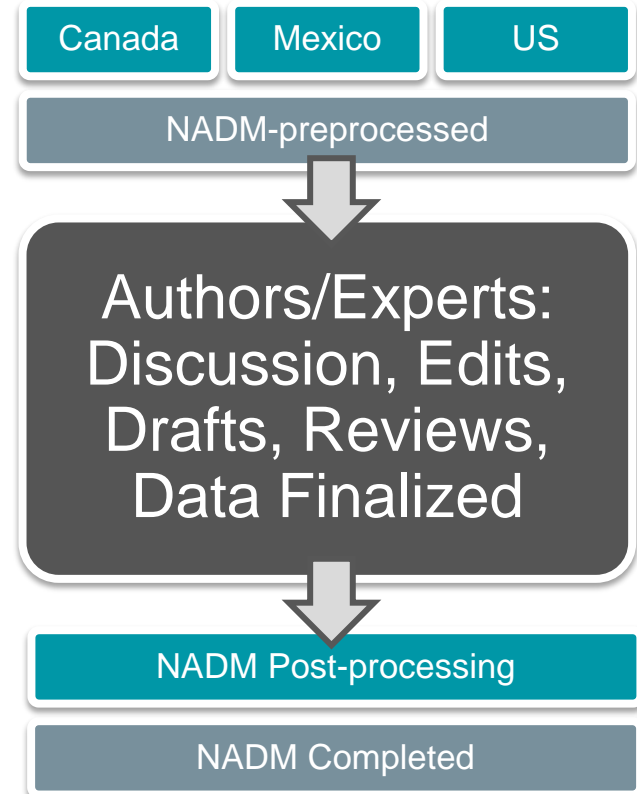 Canada Mexico US
NADM-preprocessed
Authors/Experts:
Discussion, Edits,
Drafts, Reviews,
Data Finalized
NADM Post-processing
NADM Completed